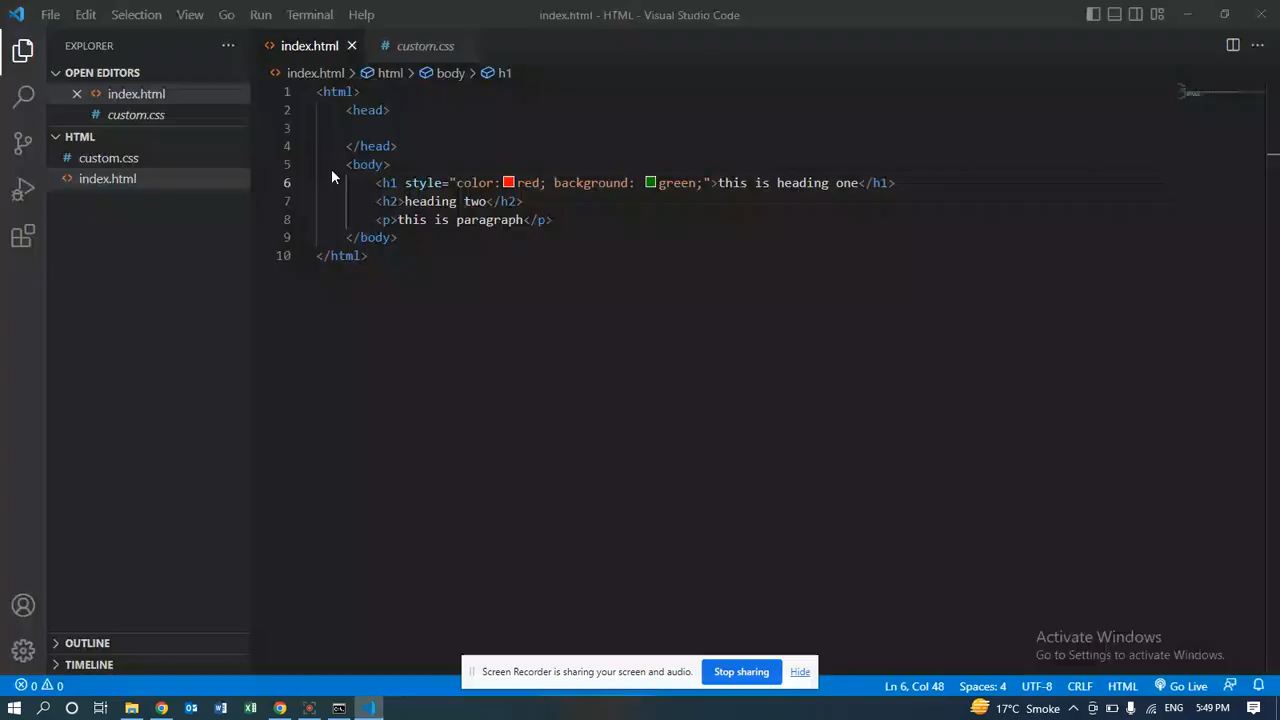 File Edit Selection View Go Run Terminal Help index.html - HTML - Visual Studio Code
EXPLORER
OPEN EDITORS
index.html
custom.css
HTML
custom.css
index.html
OUTLINE
TIMELINE
index.html custom.css
index.html > html > body > h1
1 <html>
2 <head>
3
4 </head>
5 <body>
6 <h1 style="color:red; background: green;">this is heading one</h1>
7 <h2>heading two</h2>
8 <p>this is paragraph</p>
9 </body>
10 </html>
Activate Windows
Go to Settings to activate Windows.
Screen Recorder is sharing your screen and audio. Stop sharing Hide
0 0 Ln 6, Col 48 Spaces: 4 UTF-8 CRLF HTML Go Live
17°C Smoke ENG 5:49 PM